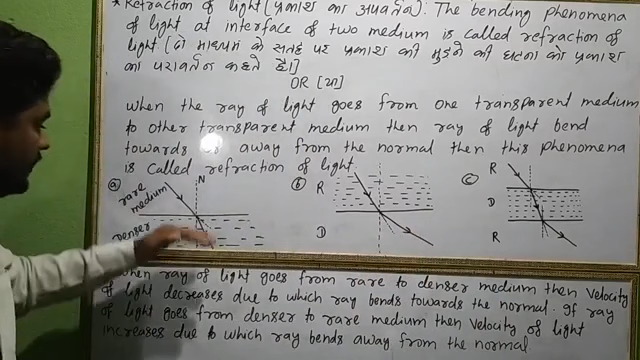 * Refraction of light [प्रकाश का अपवर्तन]: The bending phenomena
of light at interface of two medium is called refraction of
light [दो माध्यम के सतह पर प्रकाश की मुड़ने की घटना को प्रकाश
का परावर्तन कहते है।]
OR [या]
When the ray of light goes from one transparent medium
to other transparent medium then ray of light bend
towards or away from the normal then this phenomena
is called refraction of light
(a) rare medium N
Denser
(b) R
D
(c) R
D
R
When ray of light goes from rare to denser medium then velocity
of light decreases due to which ray bends towards the normal. If ray
of light goes from denser to rare medium then velocity of light
increases due to which ray bends away from the normal